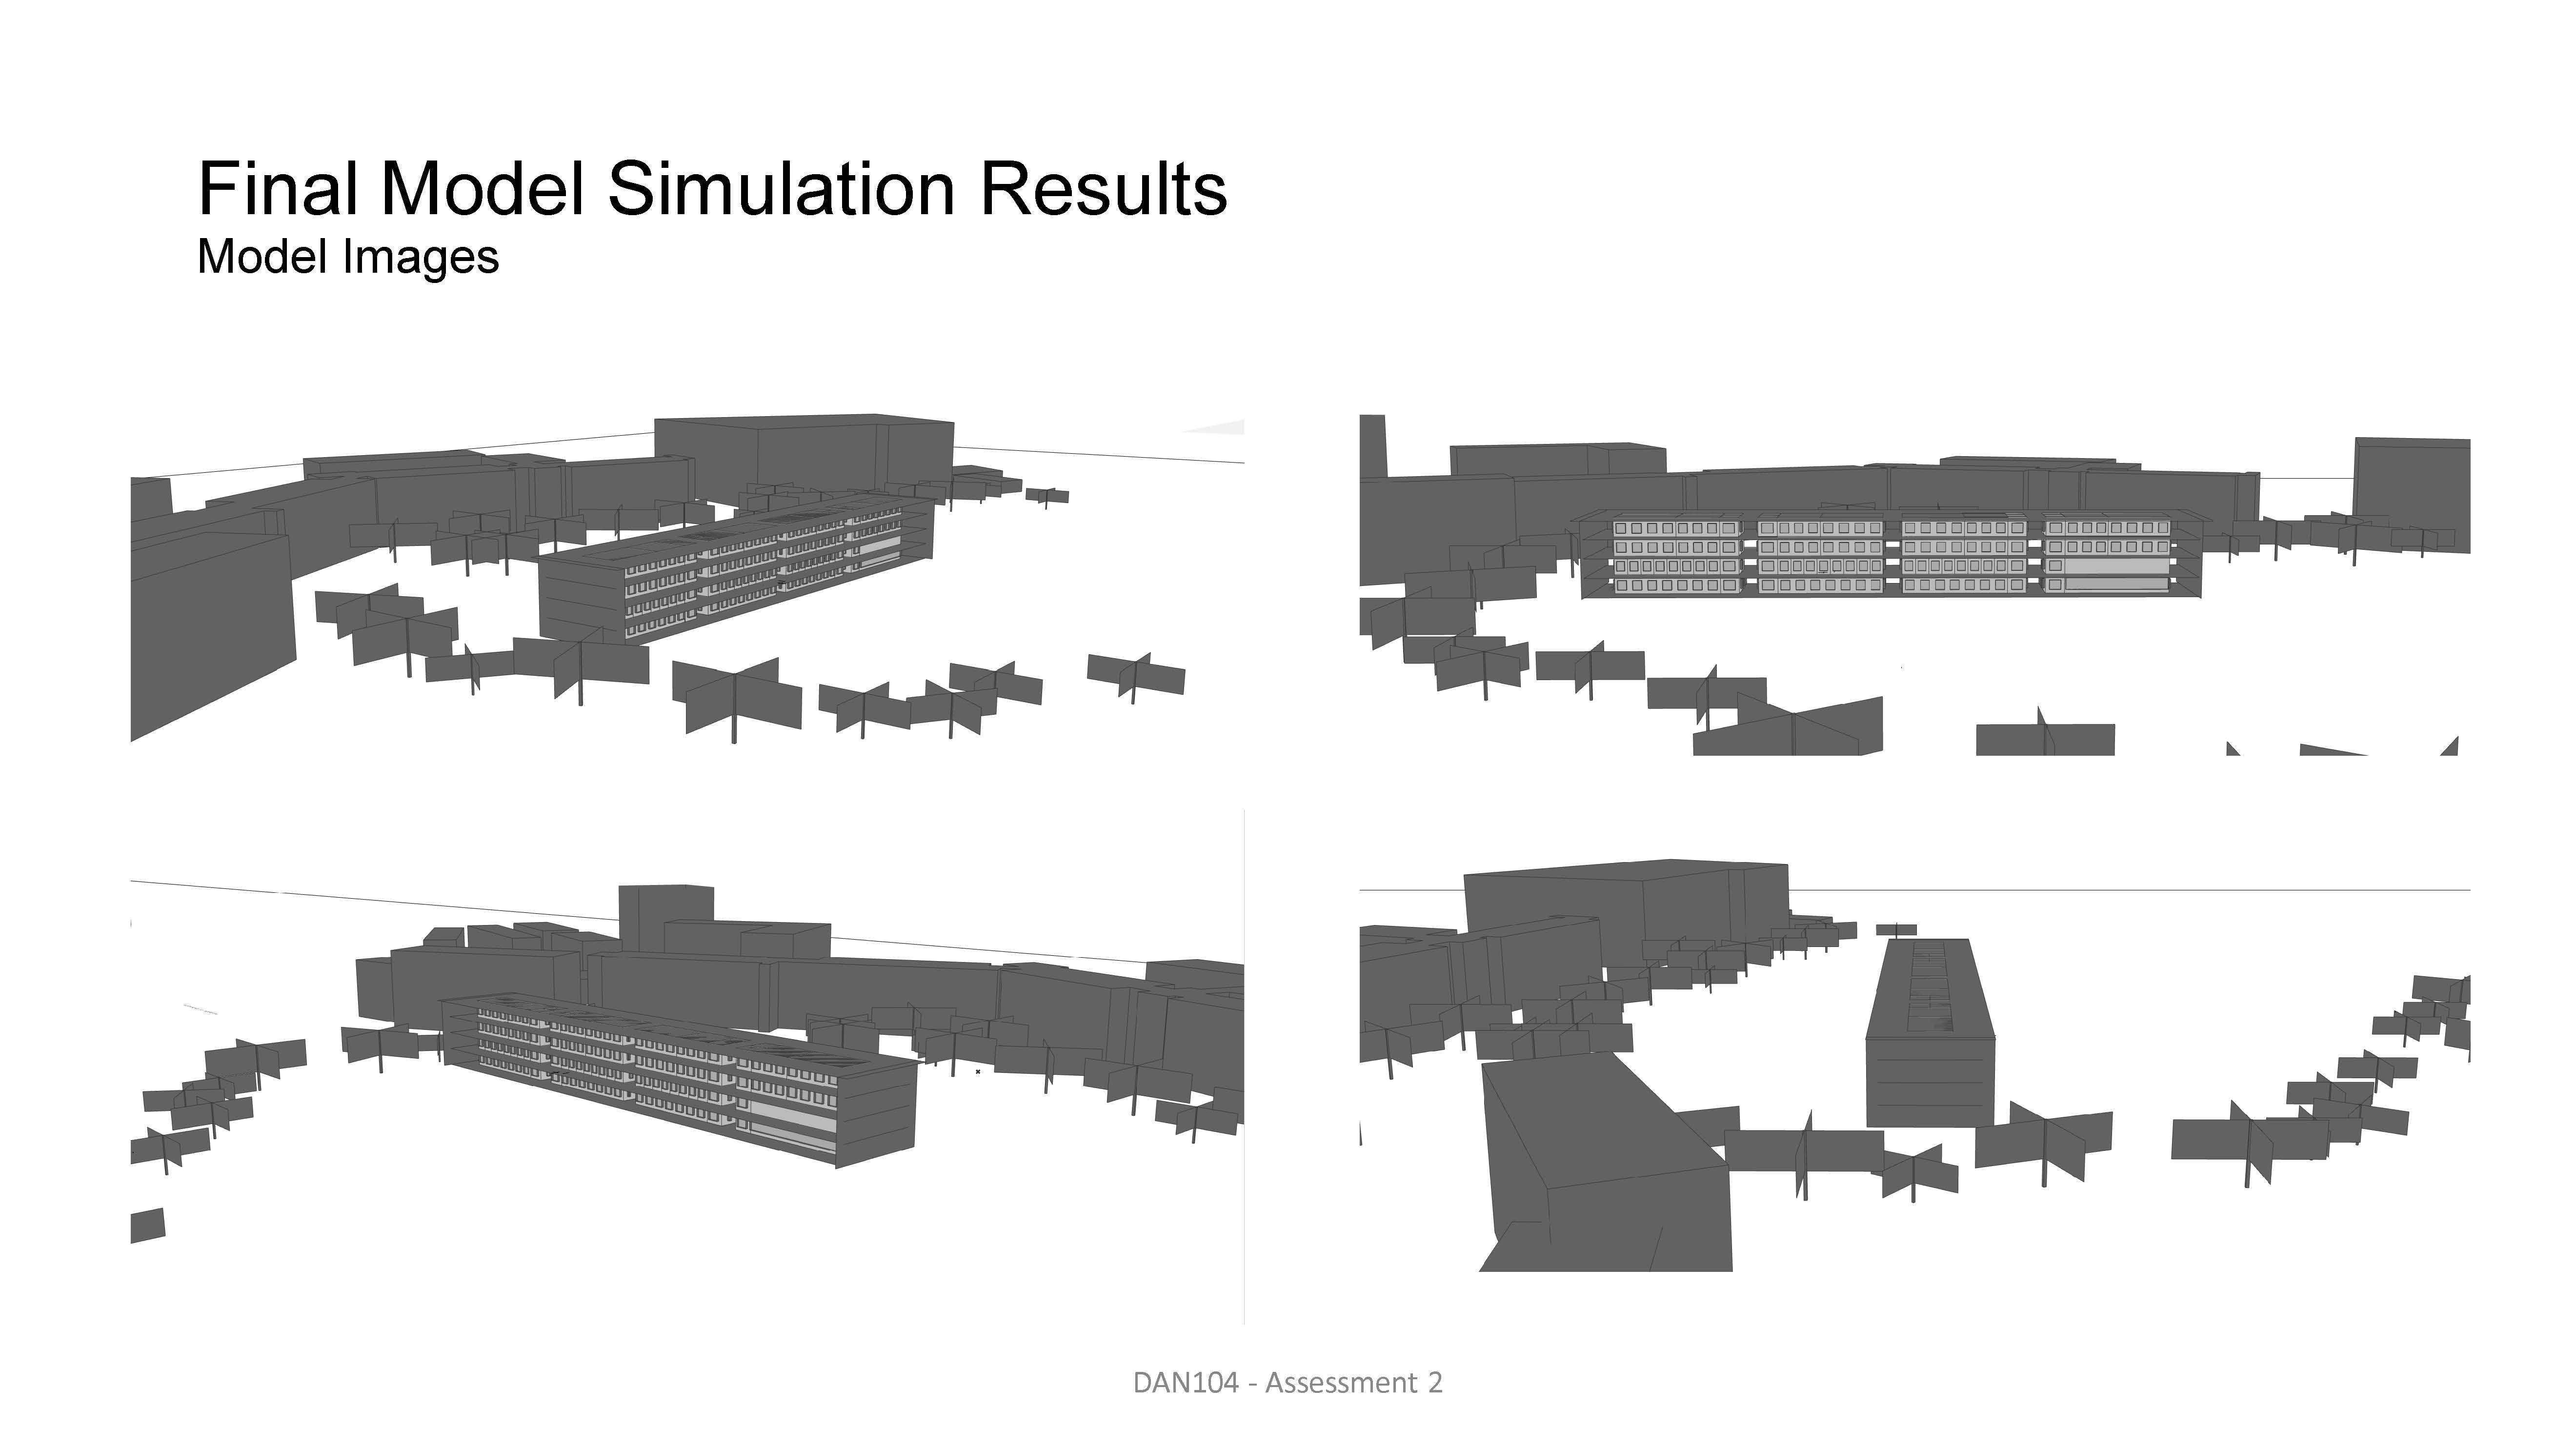 Final Model Simulation Results
Model Images
DAN104 - Assessment 2